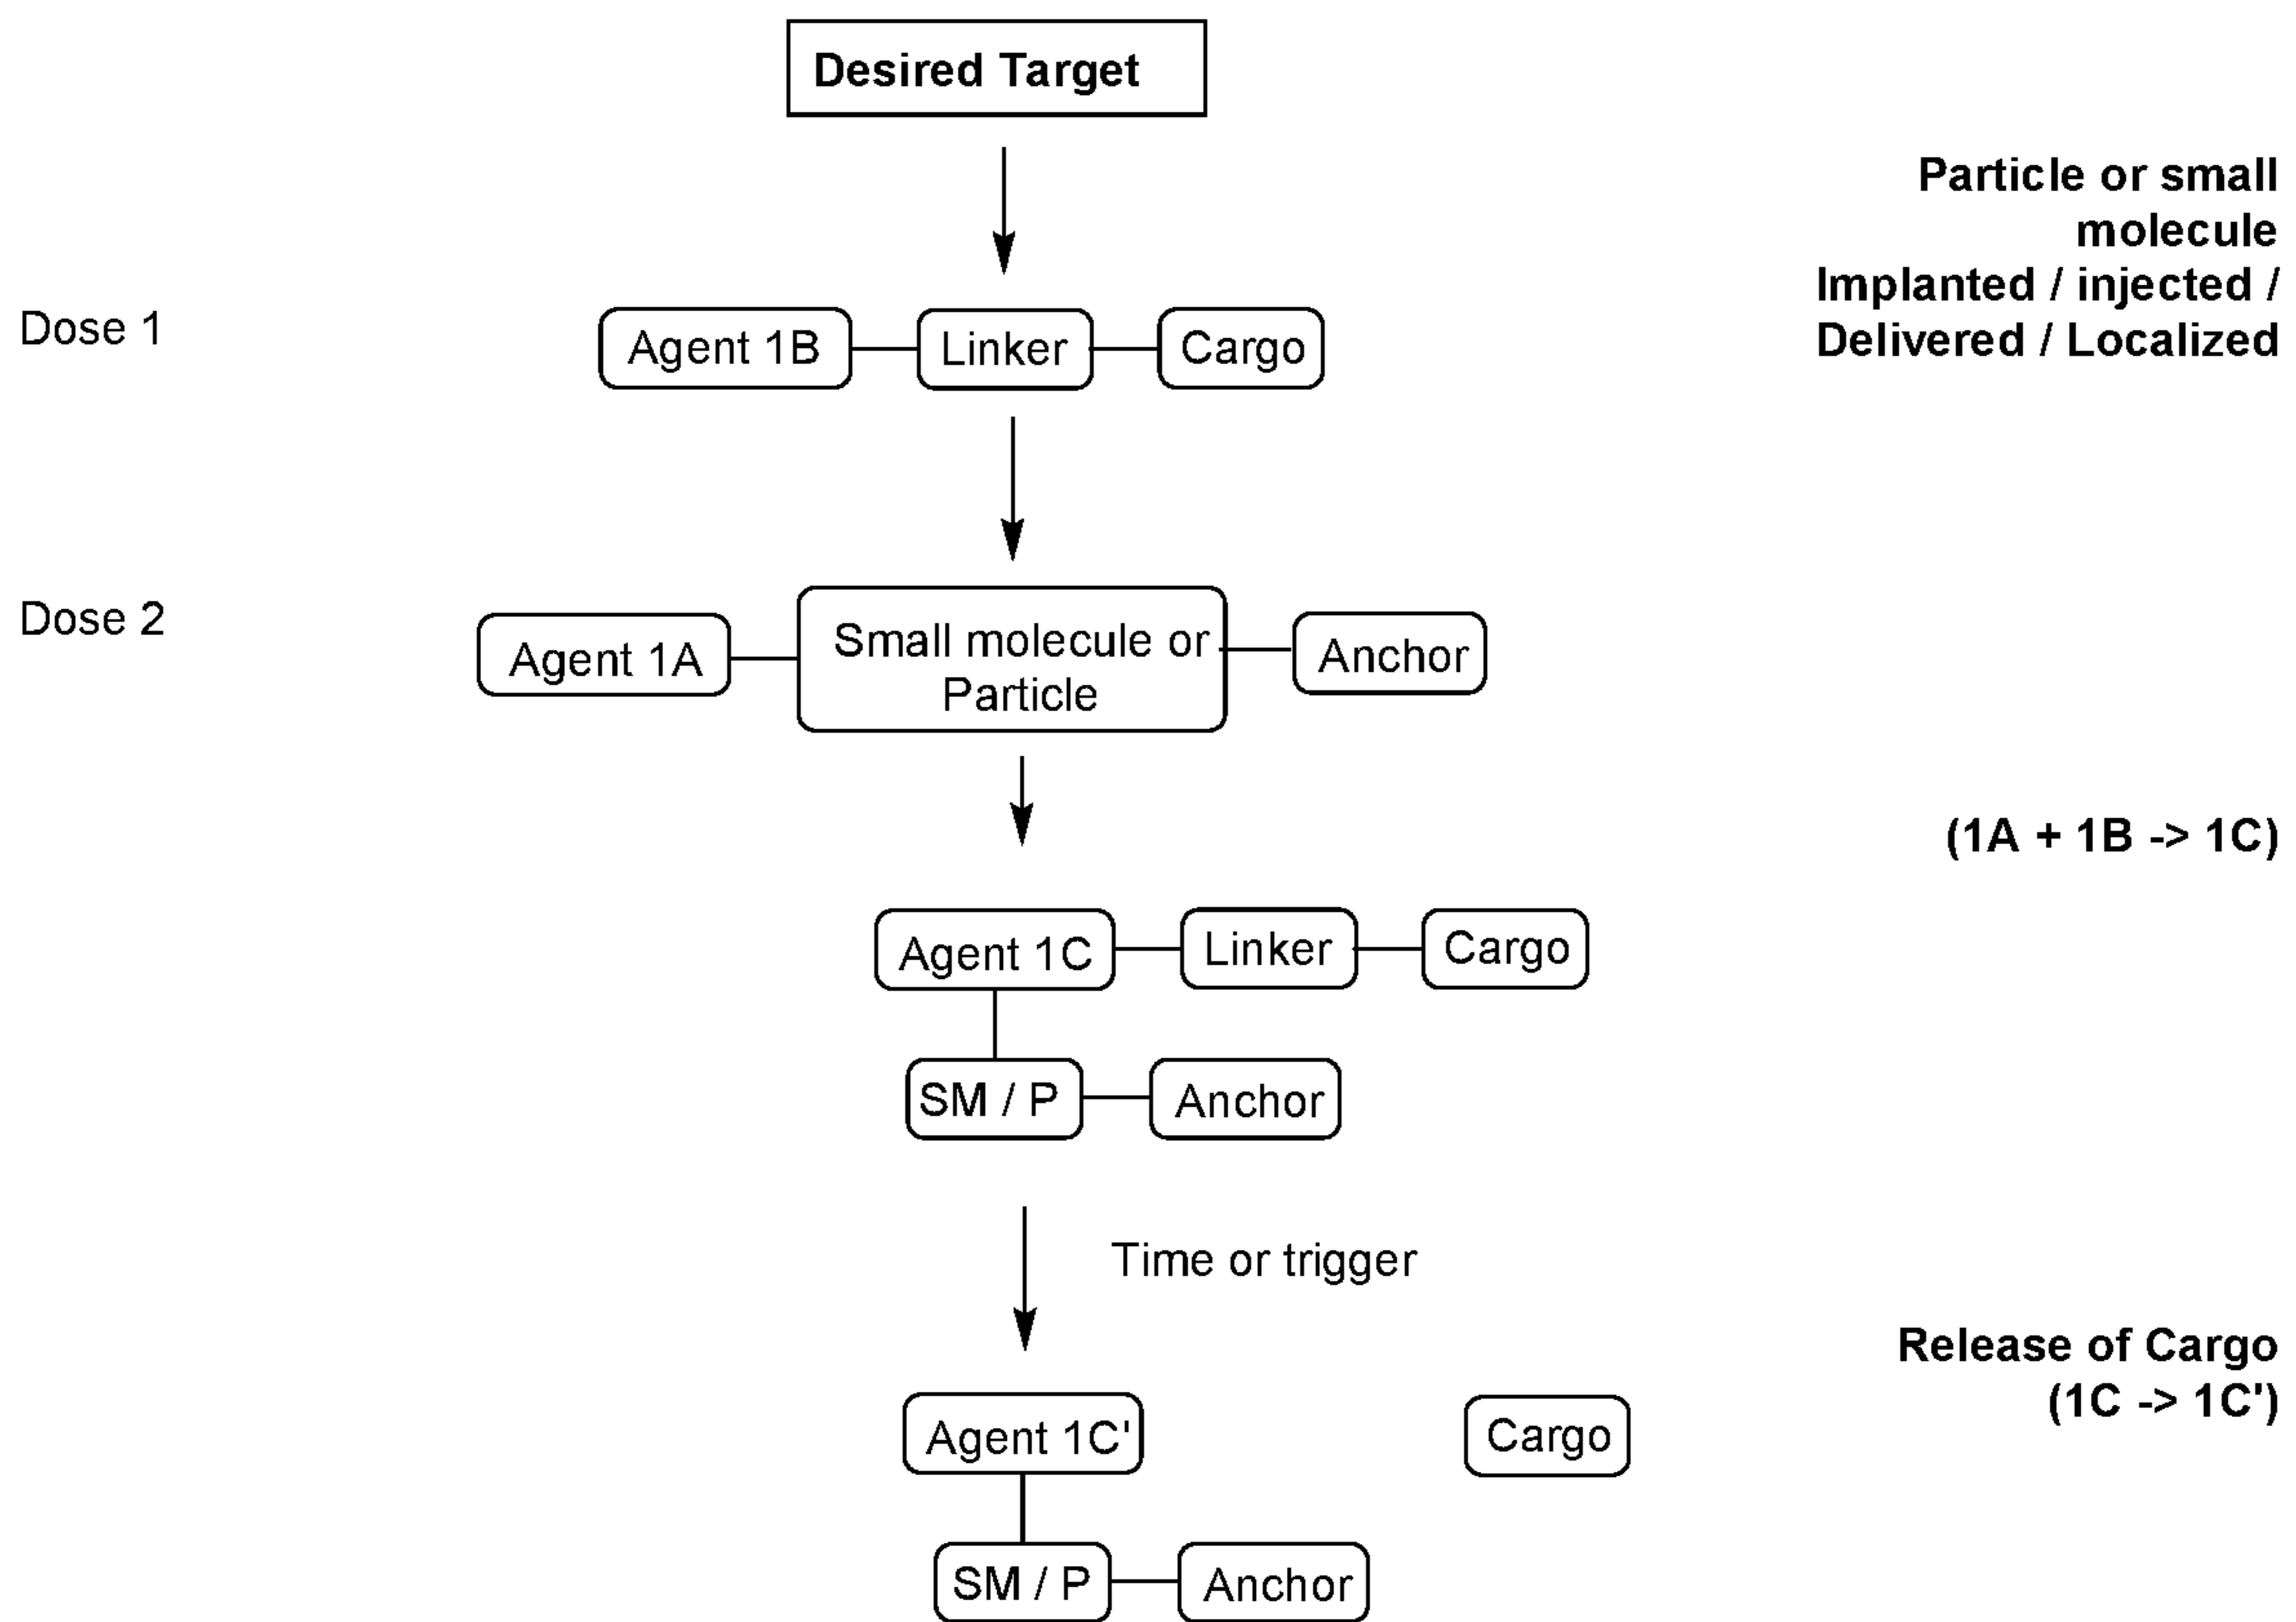 Desired Target
Particle or small
molecule
Implanted / injected /
Delivered / Localized
Dose 1
Agent 1B
Linker
Cargo
Dose 2
Agent 1A
Small molecule or
Particle
Anchor
(1A + 1B -> 1C)
Agent 1C
Linker
Cargo
SM / P
Anchor
Time or trigger
Release of Cargo
(1C -> 1C')
Agent 1C'
Cargo
SM / P
Anchor